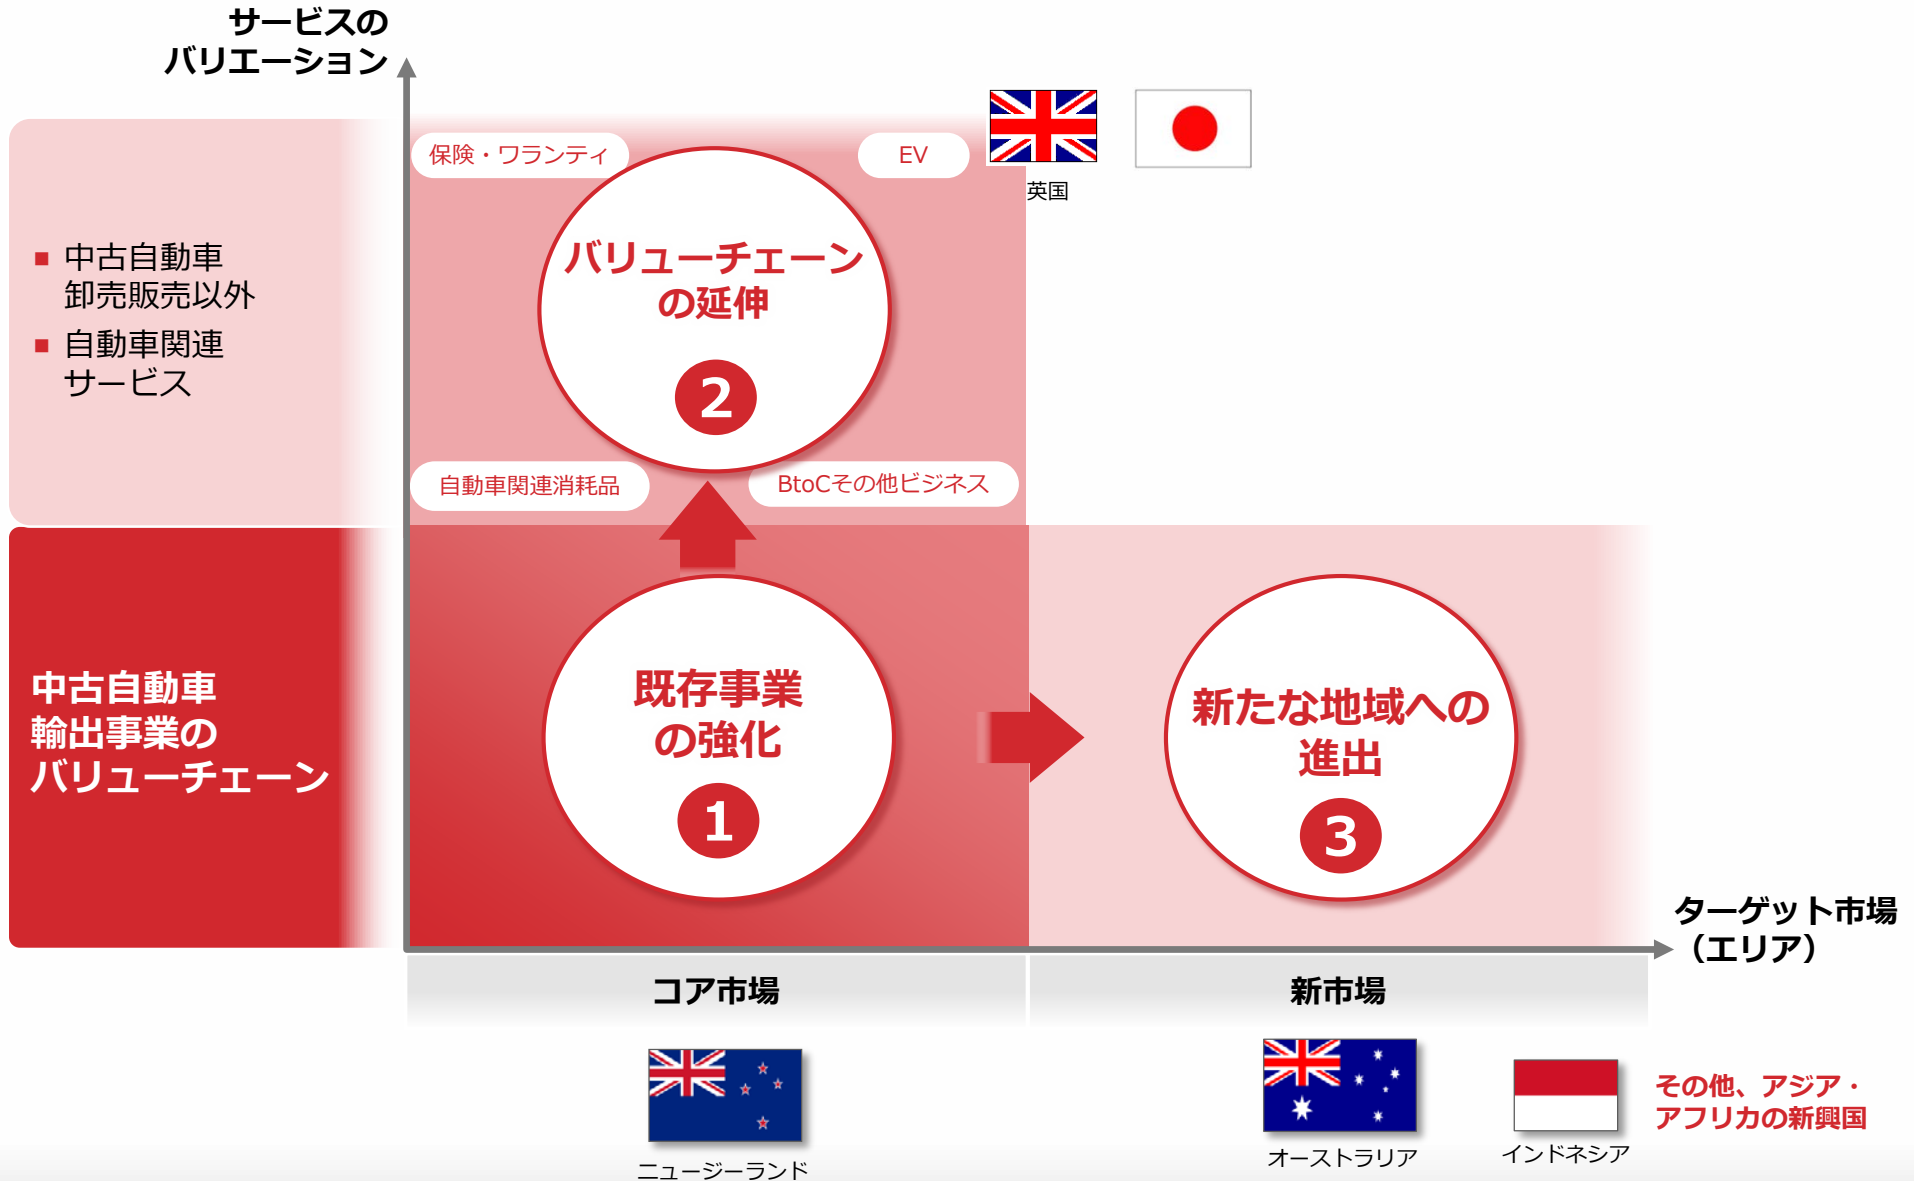 サービスの
バリエーション
英国
保険・ワランティ
EV
■ 中古自動車
卸売販売以外
■ 自動車関連
サービス
バリューチェーン
の延伸
2
自動車関連消耗品
BtoCその他ビジネス
中古自動車
輸出事業の
バリューチェーン
既存事業
の強化
1
新たな地域への
進出
3
ターゲット市場
（エリア）
コア市場
新市場
ニュージーランド
オーストラリア
インドネシア
その他、アジア・
アフリカの新興国